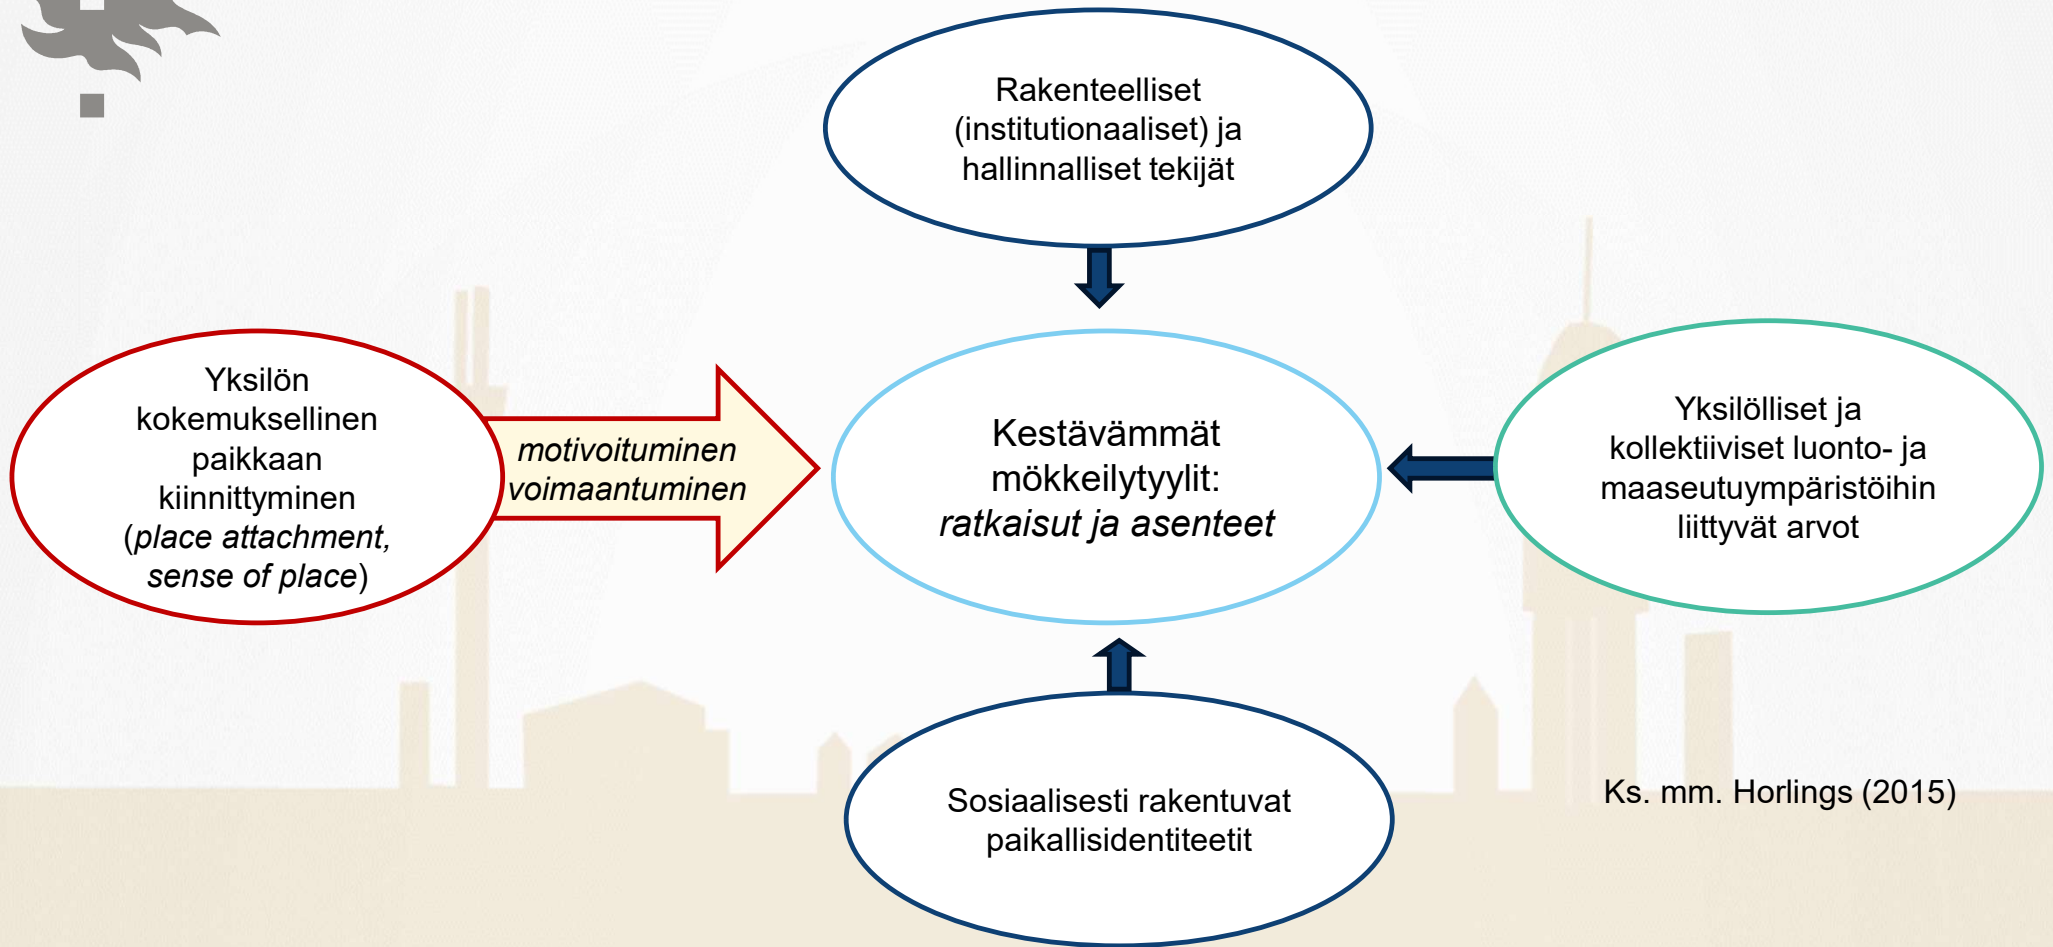 Rakenteelliset
(institutionaaliset) ja
hallinnalliset tekijät
Yksilön
kokemuksellinen
paikkaan
kiinnittyminen
(place attachment,
sense of place)
motivoituminen
voimaantuminen
Kestävämmät
mökkeilytyylit:
ratkaisut ja asenteet
Yksilölliset ja
kollektiiviset luonto- ja
maaseutuympäristöihin
liittyvät arvot
Sosiaalisesti rakentuvat
paikallisidentiteetit
Ks. mm. Horlings (2015)